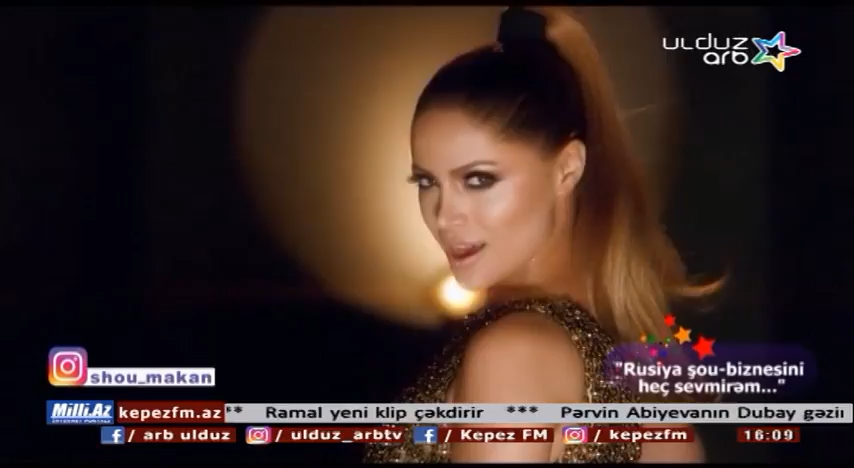 ulduz
arb
shou_makan
"Rusiya şou-biznesini
heç sevmirəm..."
Milli.Az
kepezfm.az
** Ramal yeni klip çəkdirir *** Pərvin Abiyevanın Dubay gəzii
/ arb ulduz / ulduz_arbtv / Kepez FM / kepezfm
16:09